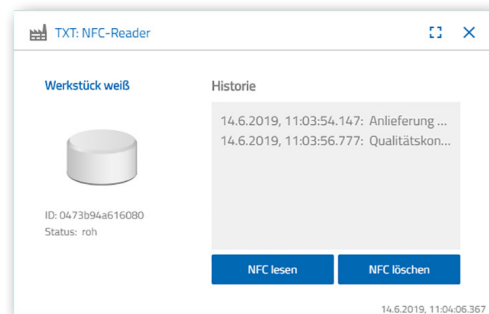 TXT: NFC-Reader
Werkstück weiß
Historie
14.6.2019, 11:03:54.147: Anlieferung ...
14.6.2019, 11:03:56.777: Qualitätskon...
ID: 0473b94a616080
Status: roh
NFC lesen
NFC löschen
14.6.2019, 11:04:06.367